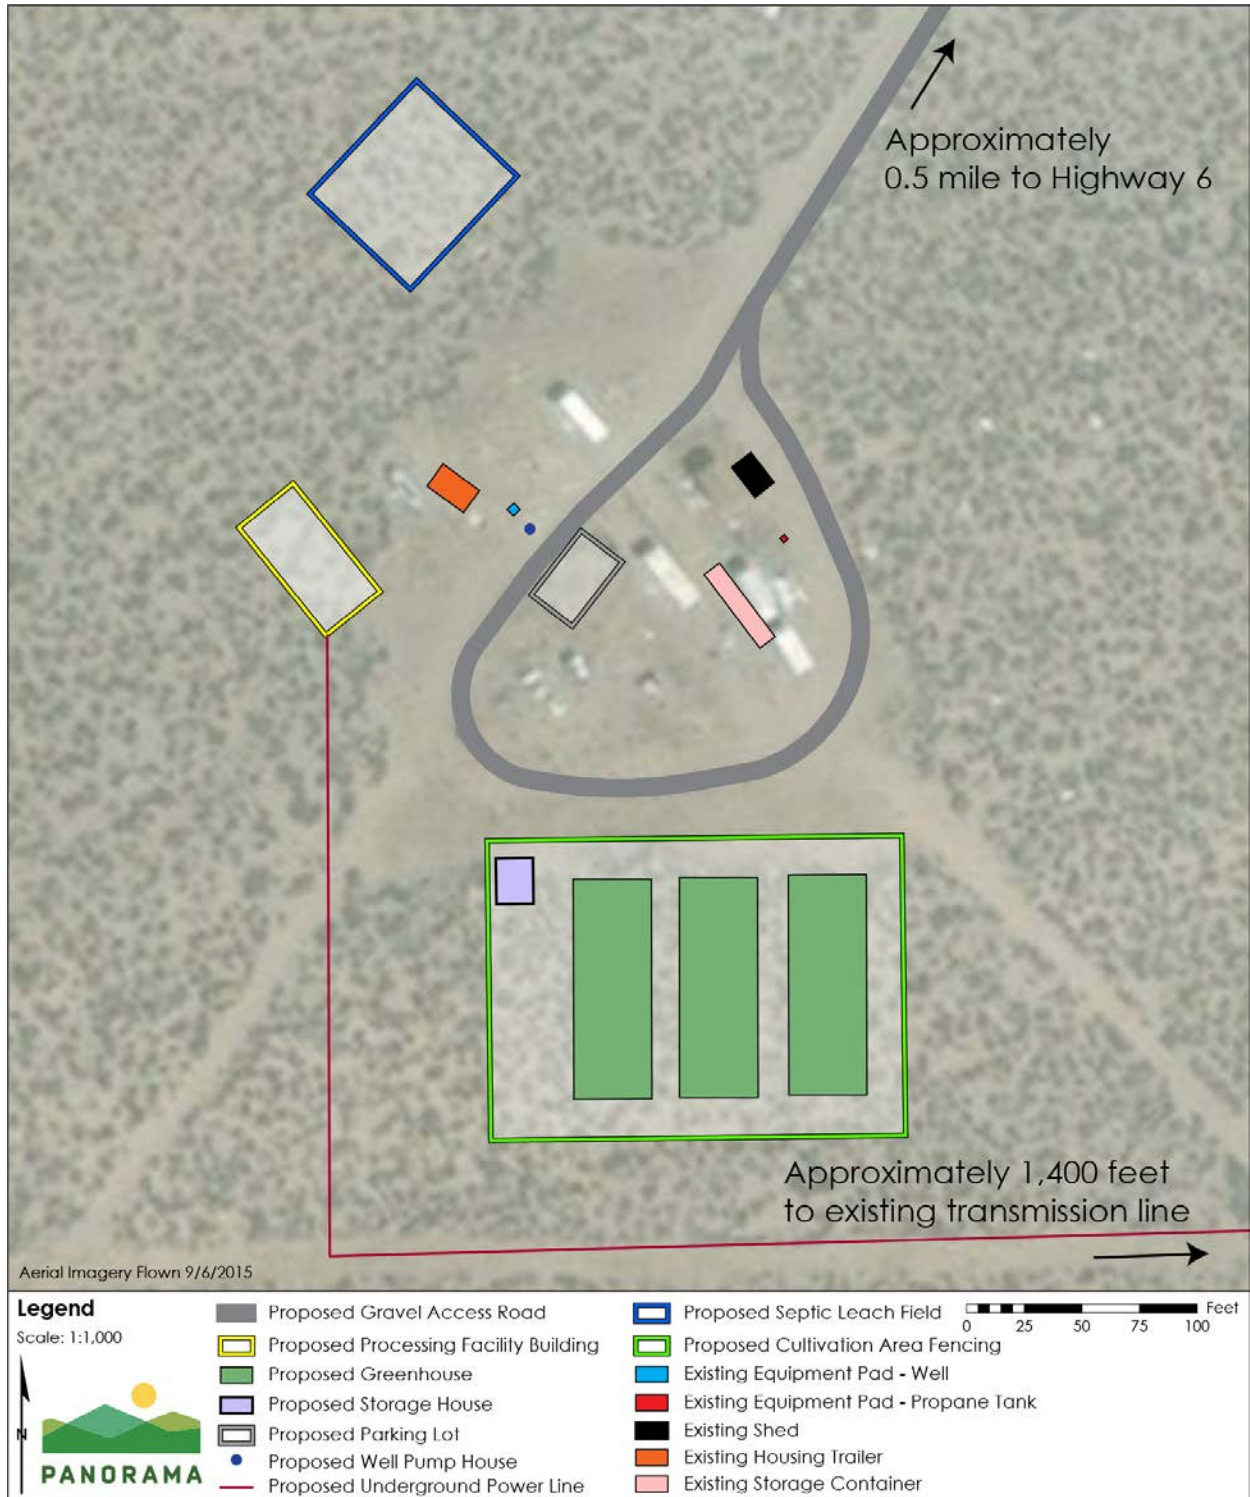 Approximately
0.5 mile to Highway 6
Approximately 1,400 feet
to existing transmission line
Aerial Imagery Flown 9/6/2015
Legend
Scale: 1:1,000
N
PANORAMA
Proposed Gravel Access Road
Proposed Processing Facility Building
Proposed Greenhouse
Proposed Storage House
Proposed Parking Lot
Proposed Well Pump House
Proposed Underground Power Line
Proposed Septic Leach Field
Proposed Cultivation Area Fencing
Existing Equipment Pad - Well
Existing Equipment Pad - Propane Tank
Existing Shed
Existing Housing Trailer
Existing Storage Container
Feet
0 25 50 75 100